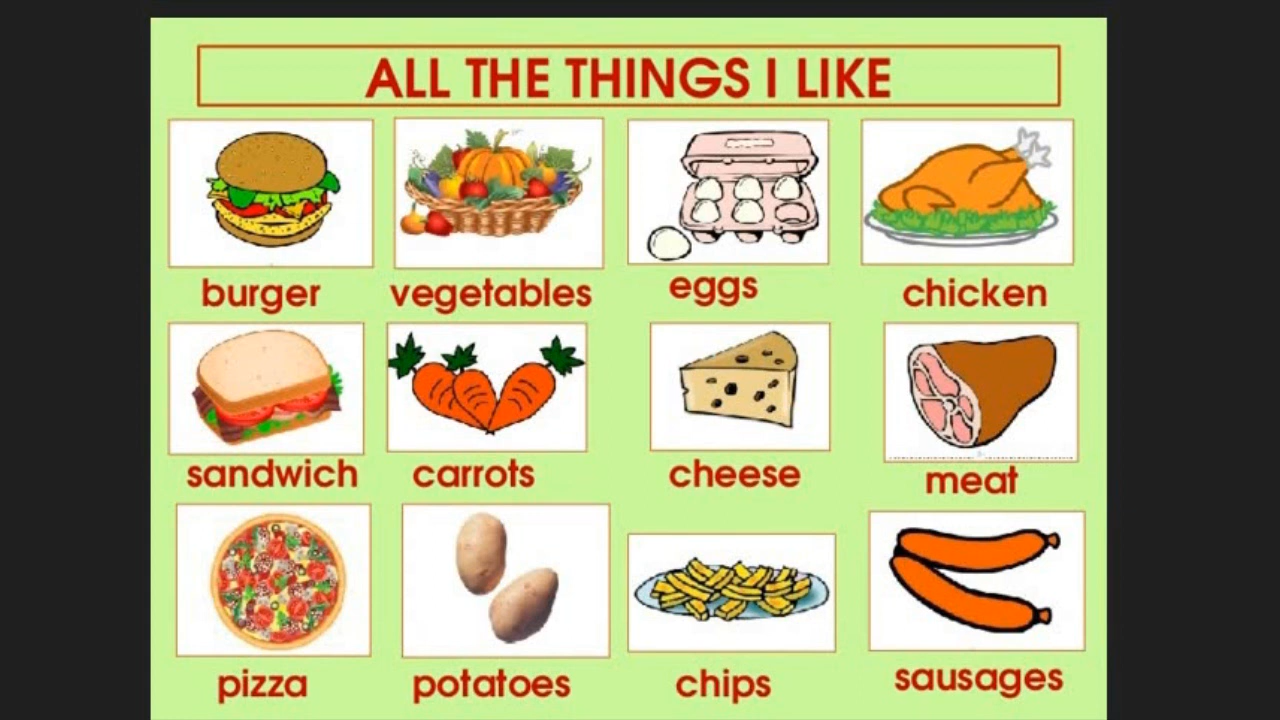 ALL THE THINGS I LIKE
burger vegetables eggs chicken
sandwich carrots cheese meat
pizza potatoes chips sausages